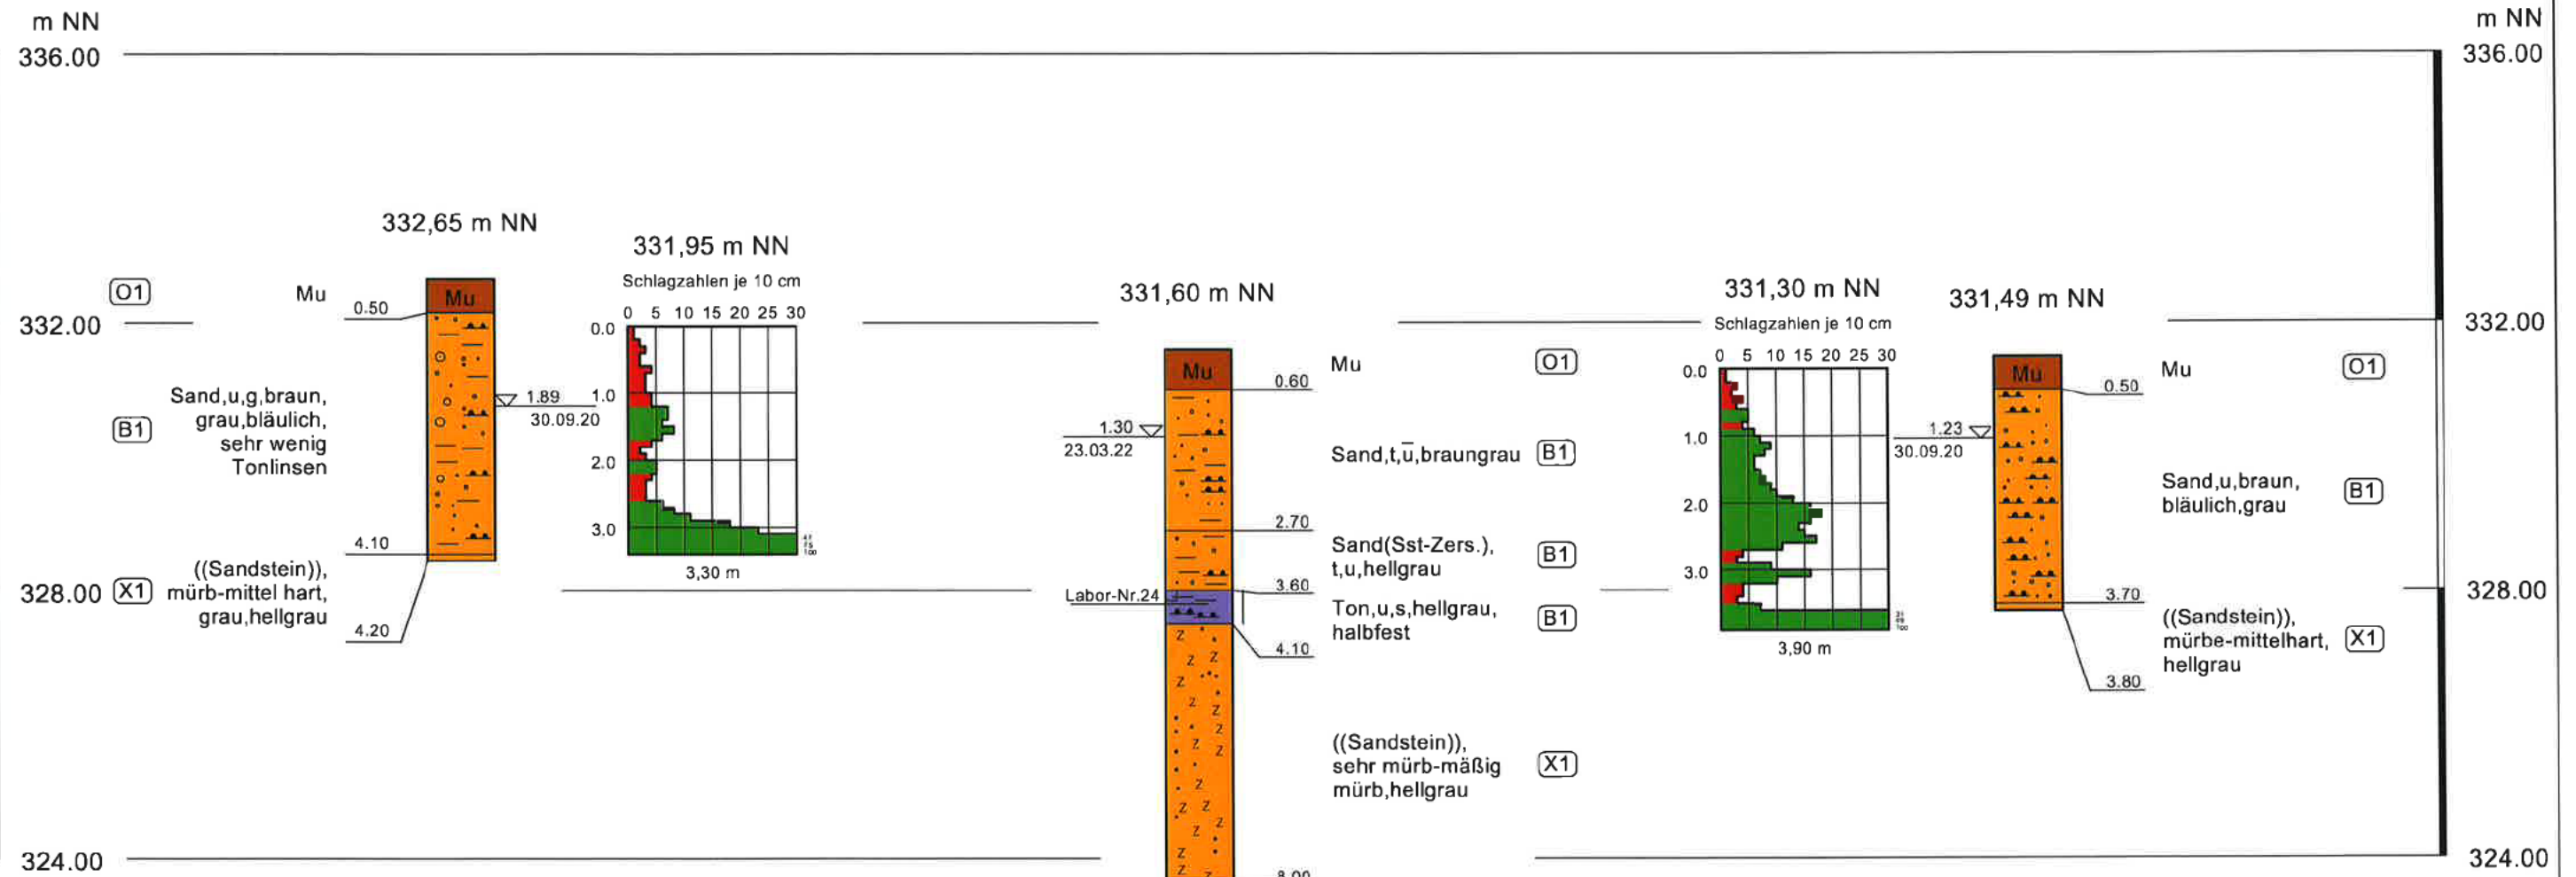 m NN
336.00
m NN
336.00
332,65 m NN
O1
Mu
0.50
Mu
332.00
B1
Sand,u,g,braun,
grau,bläulich,
sehr wenig
Tonlinsen
1.89
30.09.20
4.10
328.00
X1
((Sandstein)),
mürb-mittel hart,
grau,hellgrau
4.20
331,95 m NN
Schlagzahlen je 10 cm
0 5 10 15 20 25 30
0.0
1.0
2.0
3.0
3,30 m
331,60 m NN
Mu
Mu
O1
0.60
1.30
23.03.22
Sand,t,ū,braungrau
B1
2.70
Sand(Sst-Zers.),
t,u,hellgrau
B1
3.60
Labor-Nr.24
Ton,u,s,hellgrau,
halbfest
B1
4.10
((Sandstein)),
sehr mürb-mäßig
mürb,hellgrau
X1
8.00
331,30 m NN
Schlagzahlen je 10 cm
0 5 10 15 20 25 30
0.0
1.0
2.0
3.0
3,90 m
331,49 m NN
Mu
Mu
O1
0.50
332.00
1.23
30.09.20
Sand,u,braun,
bläulich,grau
B1
3.70
328.00
((Sandstein)),
mürbe-mittelhart,
hellgrau
X1
3.80
324.00
324.00